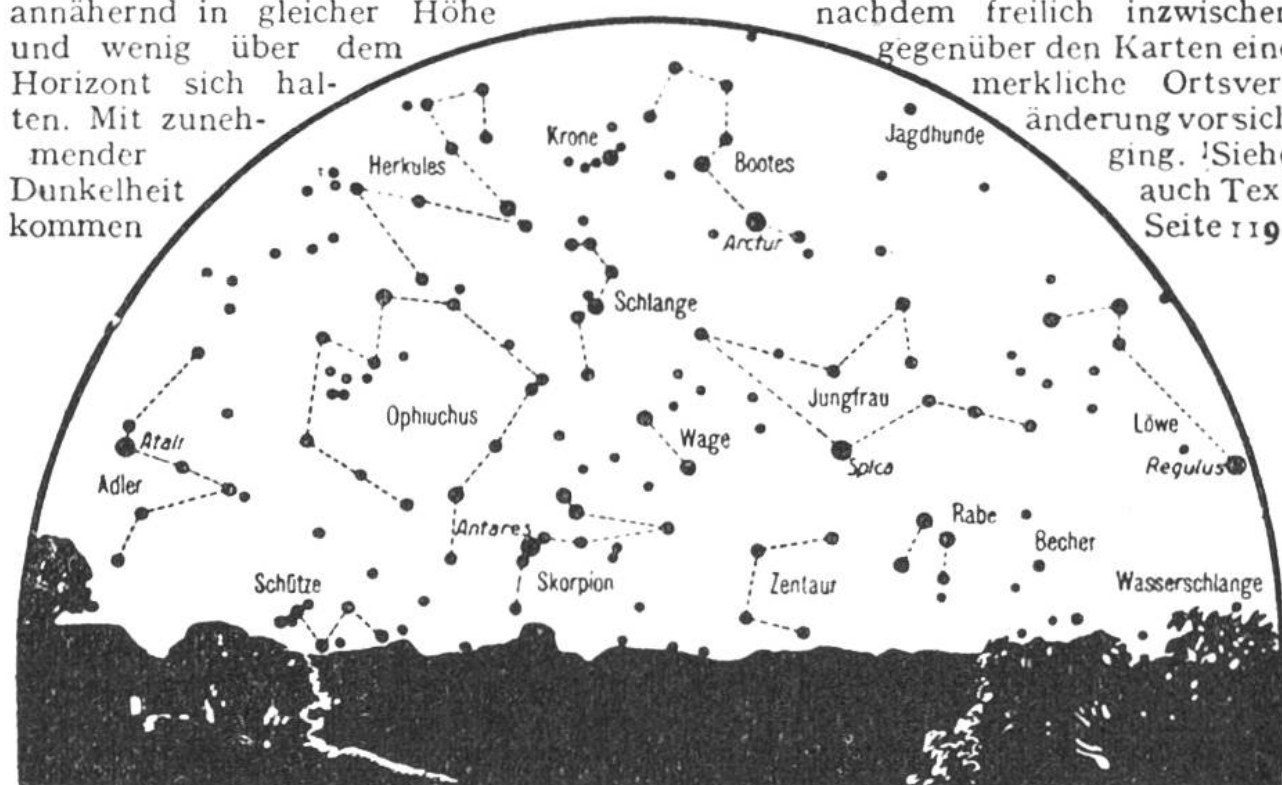 annähernd in gleicher Höhe
und wenig über dem
Horizont sich hal-
ten. Mit zuneh-
mender
Dunkelheit
kommen
nachdem freilich inzwischen
gegenüber den Karten eine
merkliche Ortsver
änderung vorsich
ging. Siehe
auch Tex
Seite 119
Krone
Jagdhunde
Herkules
Bootes
Arctur
Schlange
Jungfrau
Ophiuchus
Löwe
Atair
Wage
Spica
Regulus
Adler
Antares
Rabe
Becher
Schütze
Skorpion
Zentaur
Wasserschlange